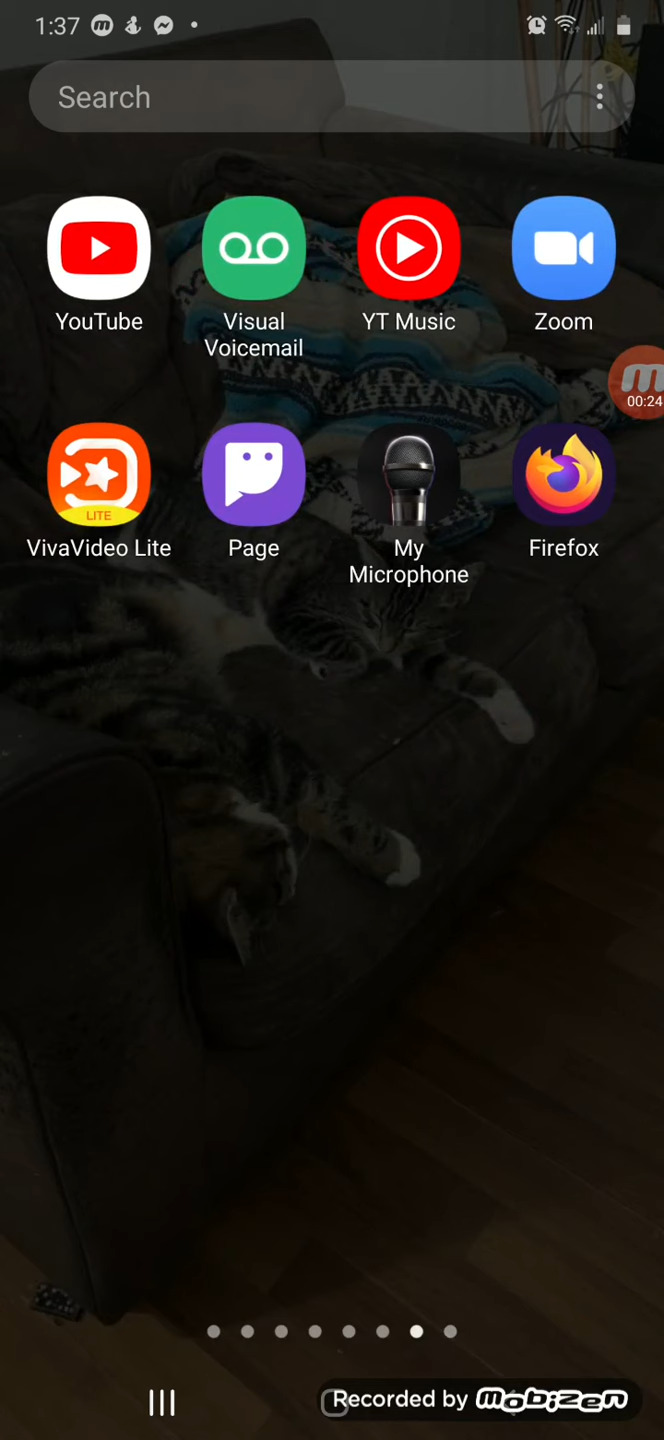 1:37
Search
YouTube
Visual
Voicemail
YT Music
Zoom
00:24
LITE
VivaVideo Lite
Page
My
Microphone
Firefox
Recorded by mobizen